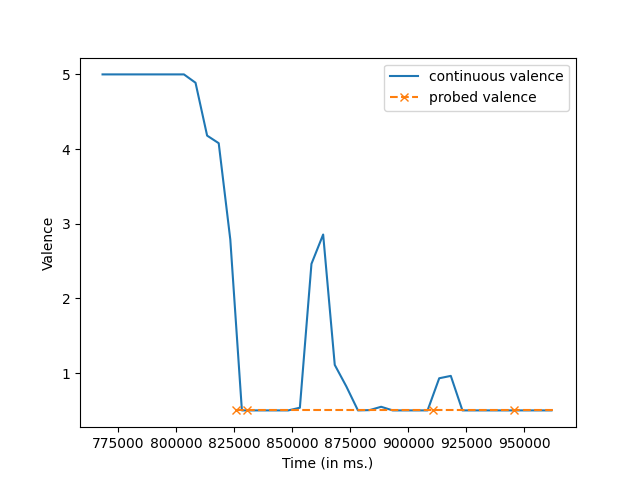 continuous valence
probed valence
Valence
5
4
3
2
1
775000 800000 825000 850000 875000 900000 925000 950000
Time (in ms.)